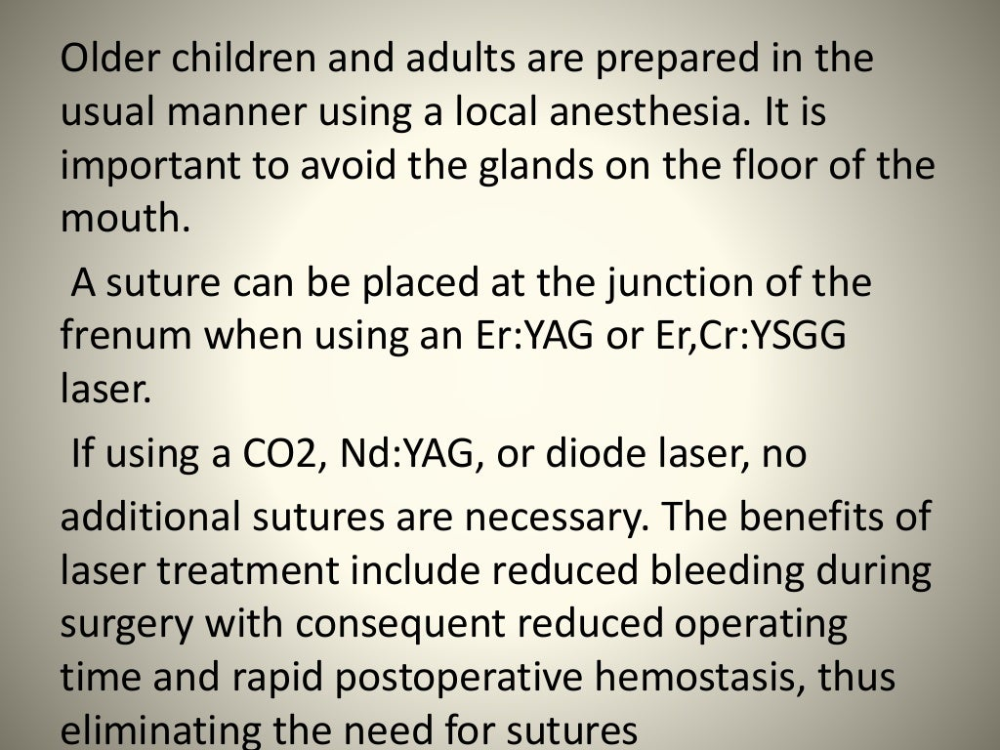 Older children and adults are prepared in the
usual manner using a local anesthesia. It is
important to avoid the glands on the floor of the
mouth.
A suture can be placed at the junction of the
frenum when using an Er:YAG or Er,Cr:YSGG
laser.
If using a CO2, Nd:YAG, or diode laser, no
additional sutures are necessary. The benefits of
laser treatment include reduced bleeding during
surgery with consequent reduced operating
time and rapid postoperative hemostasis, thus
eliminating the need for sutures